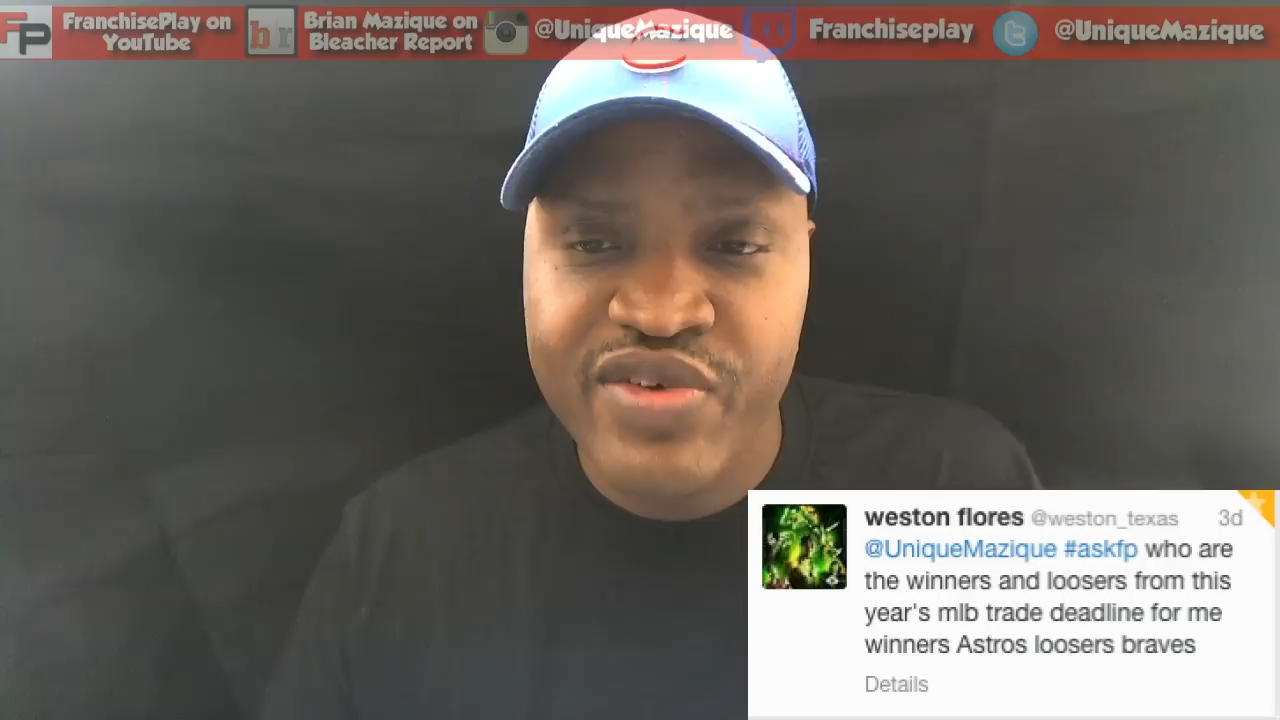 FP
FranchisePlay on
YouTube
br
Brian Mazique on
Bleacher Report
@UniqueMazique
Franchiseplay
@UniqueMazique
C
weston flores @weston_texas 3d
@UniqueMazique #askfp who are
the winners and loosers from this
year's mlb trade deadline for me
winners Astros loosers braves
Details